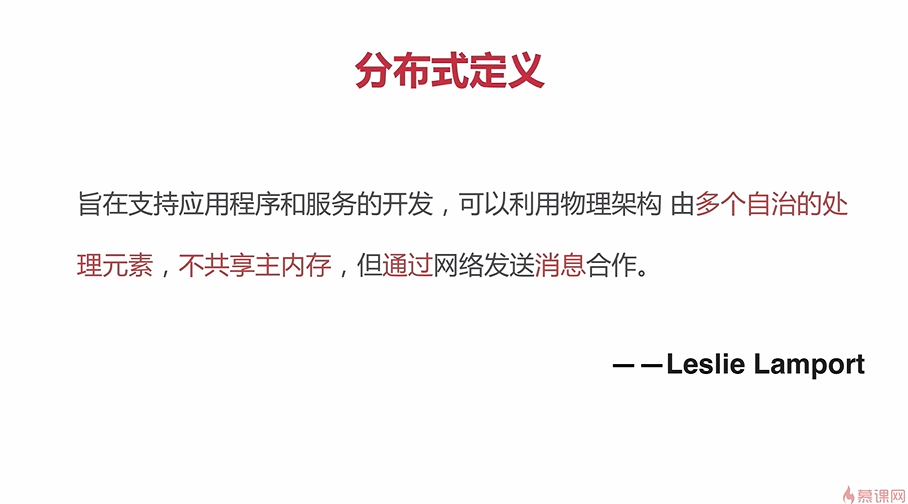 分布式定义
旨在支持应用程序和服务的开发，可以利用物理架构 由多个自治的处
理元素，不共享主内存，但通过网络发送消息合作。
——Leslie Lamport
慕课网